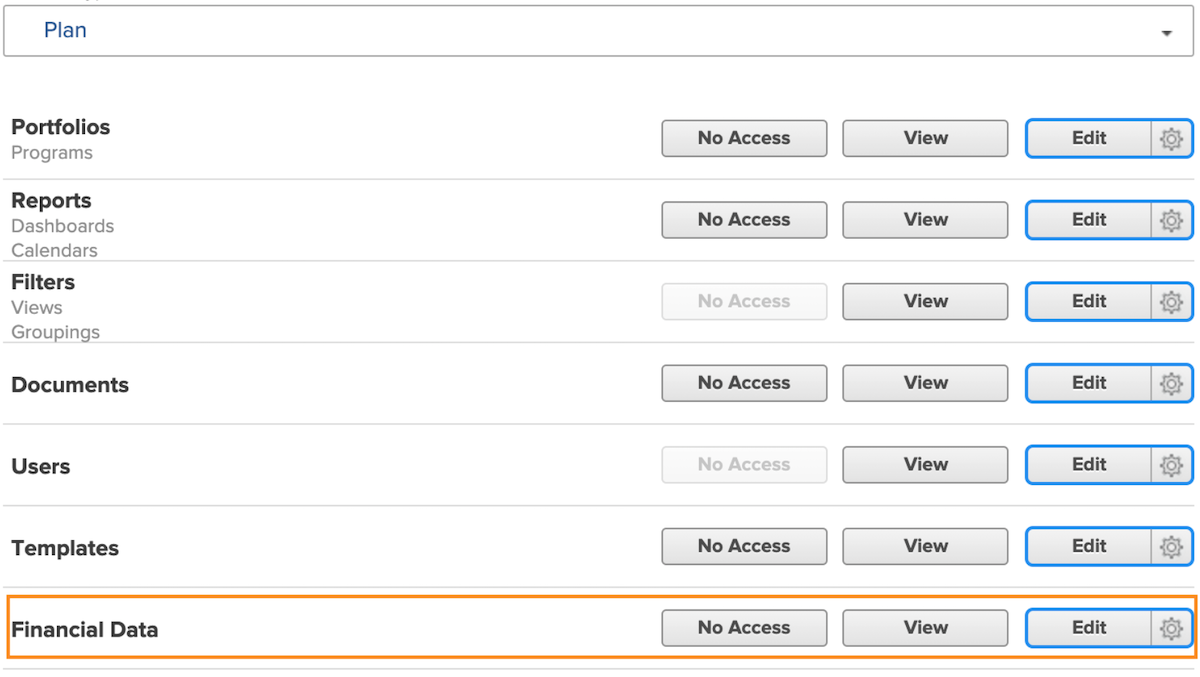 Plan
Portfolios
Programs
No Access View Edit
Reports
Dashboards
Calendars
No Access View Edit
Filters
Views
Groupings
No Access View Edit
Documents No Access View Edit
Users No Access View Edit
Templates No Access View Edit
Financial Data No Access View Edit